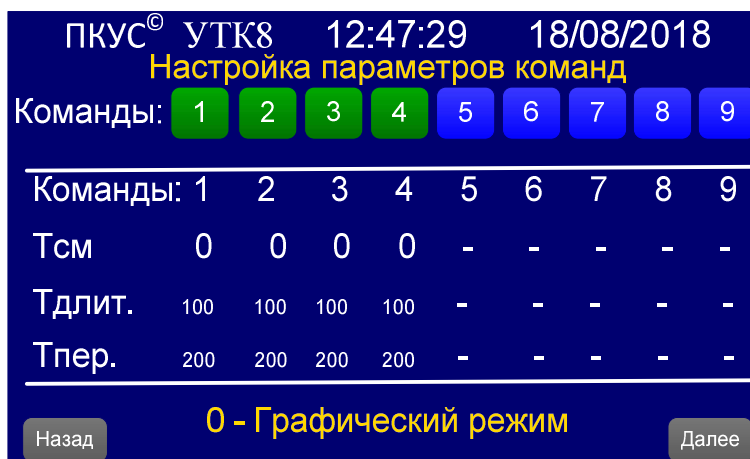 ПКУС© УТК8 12:47:29 18/08/2018
Настройка параметров команд
Команды: 1 2 3 4 5 6 7 8 9
Команды: 1 2 3 4 5 6 7 8 9
Тсм 0 0 0 0 - - - - -
Тдлит. 100 100 100 100 - - - - -
Тпер. 200 200 200 200 - - - - -
0 - Графический режим
Назад Далее